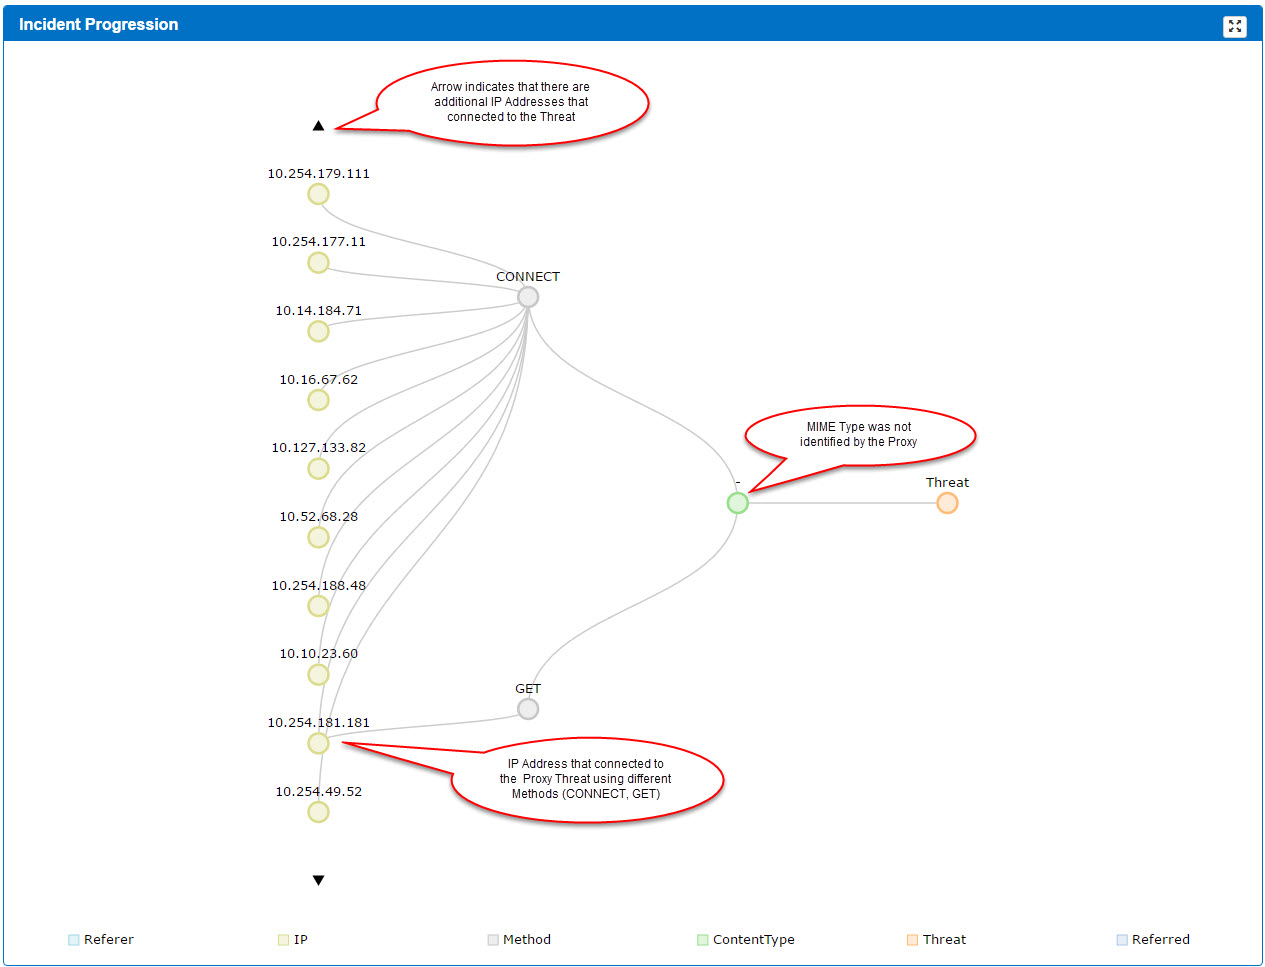 Incident Progression
Arrow indicates that there are
additional IP Addresses that
connected to the Threat
10.254.179.111
10.254.177.11
CONNECT
10.14.184.71
10.16.67.62
MIME Type was not
identified by the Proxy
10.127.133.82
-
Threat
10.52.68.28
10.254.188.48
10.10.23.60
GET
10.254.181.181
IP Address that connected to
the Proxy Threat using different
Methods (CONNECT, GET)
10.254.49.52
Referer
IP
Method
ContentType
Threat
Referred